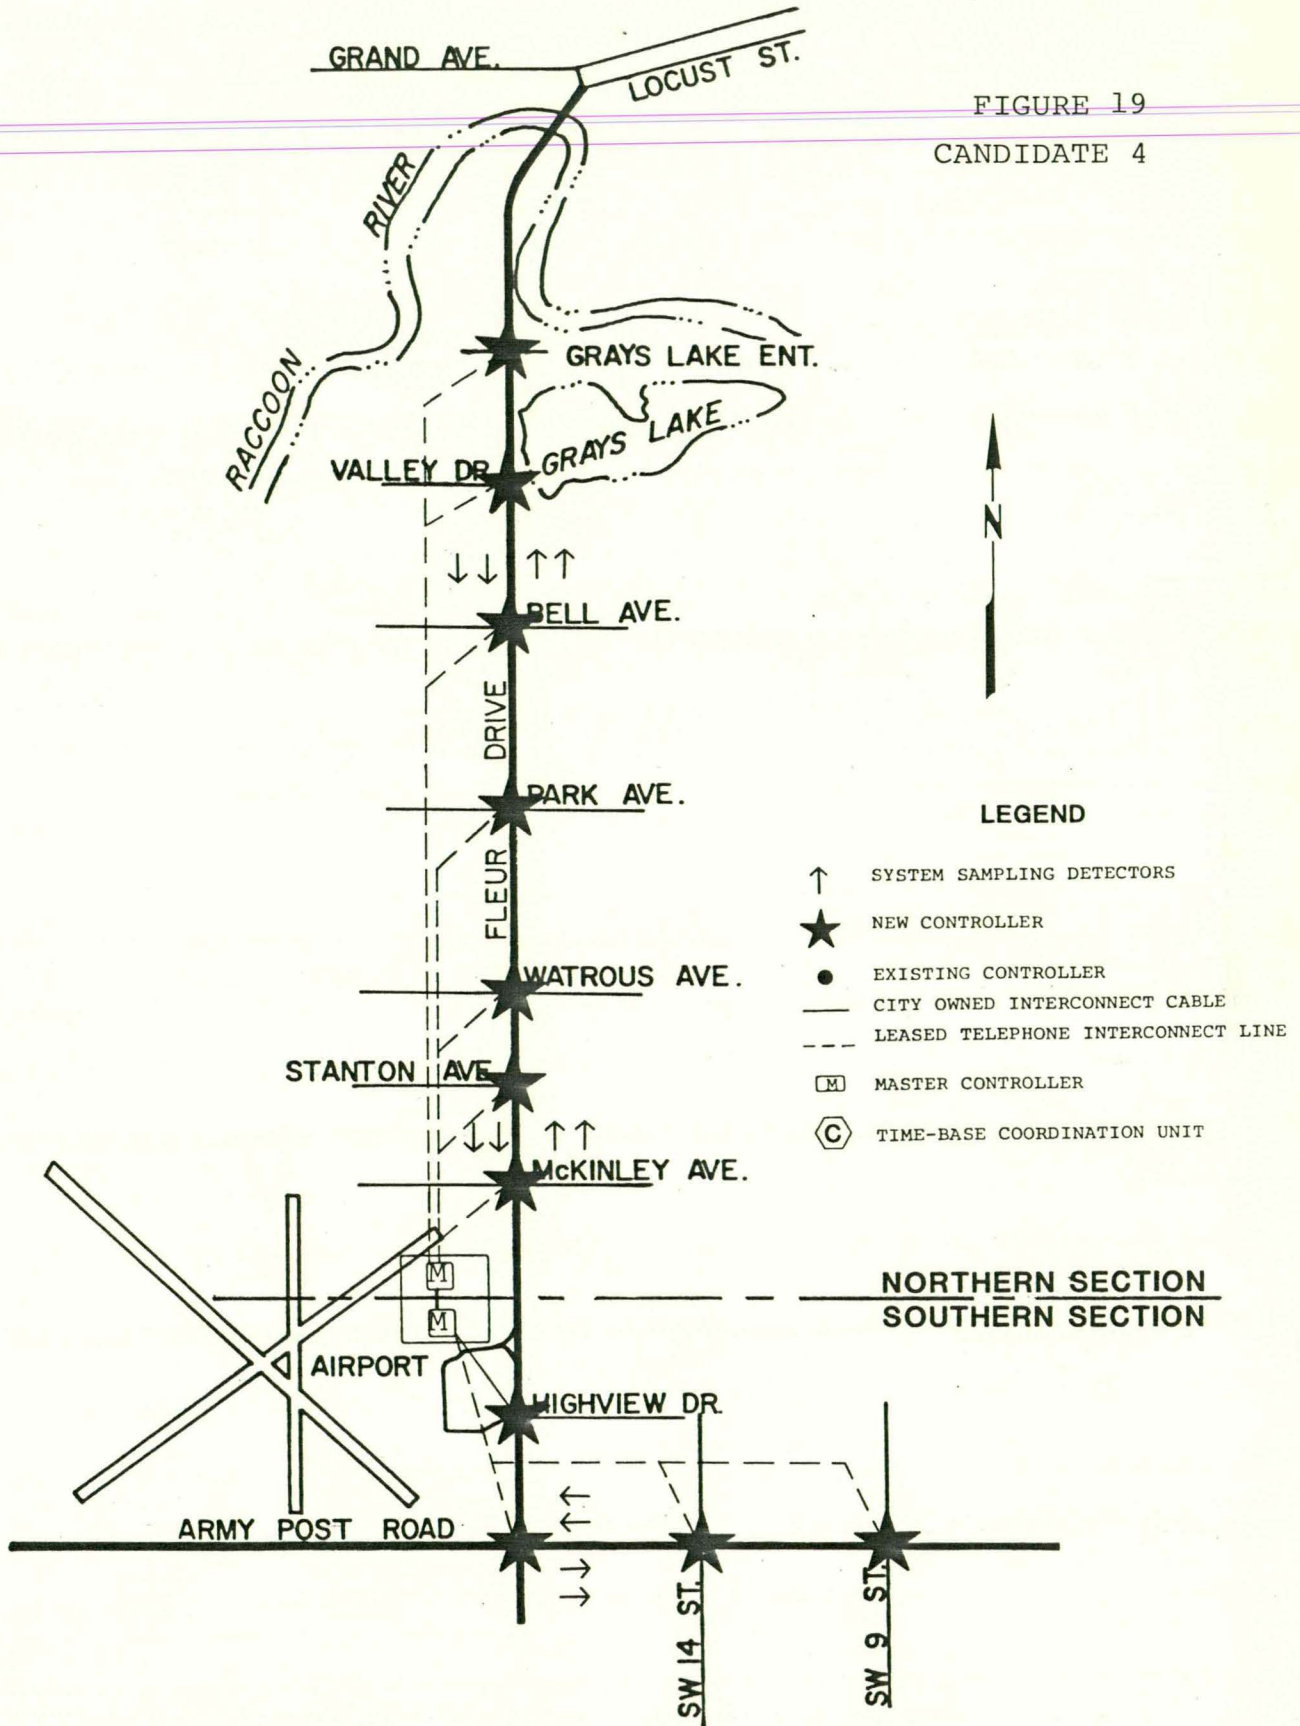 GRAND AVE.
LOCUST ST.
FIGURE 19
CANDIDATE 4
RACCOON RIVER
GRAYS LAKE ENT.
GRAYS LAKE
VALLEY DR.
N
BELL AVE.
FLEUR DRIVE
PARK AVE.
LEGEND
SYSTEM SAMPLING DETECTORS
NEW CONTROLLER
EXISTING CONTROLLER
CITY OWNED INTERCONNECT CABLE
LEASED TELEPHONE INTERCONNECT LINE
M MASTER CONTROLLER
C TIME-BASE COORDINATION UNIT
WATROUS AVE.
STANTON AVE.
McKINLEY AVE.
M
NORTHERN SECTION
SOUTHERN SECTION
M
AIRPORT
HIGHVIEW DR.
ARMY POST ROAD
SW 14 ST.
SW 9 ST.